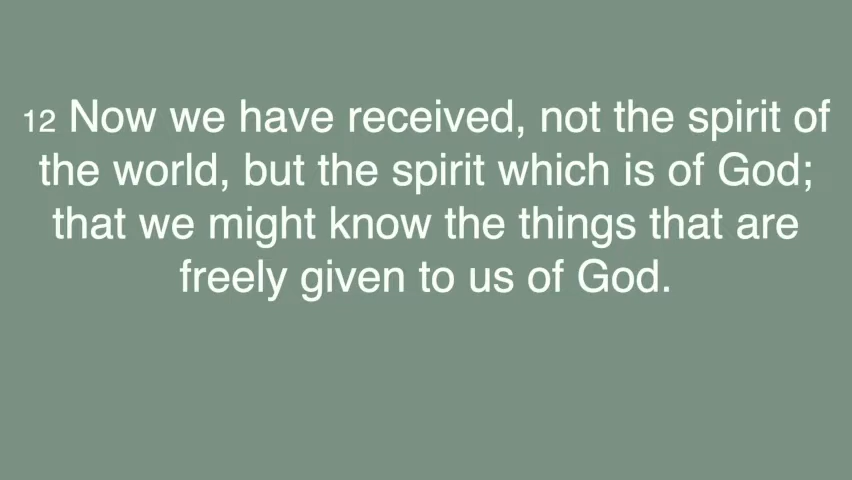 12 Now we have received, not the spirit of
the world, but the spirit which is of God;
that we might know the things that are
freely given to us of God.